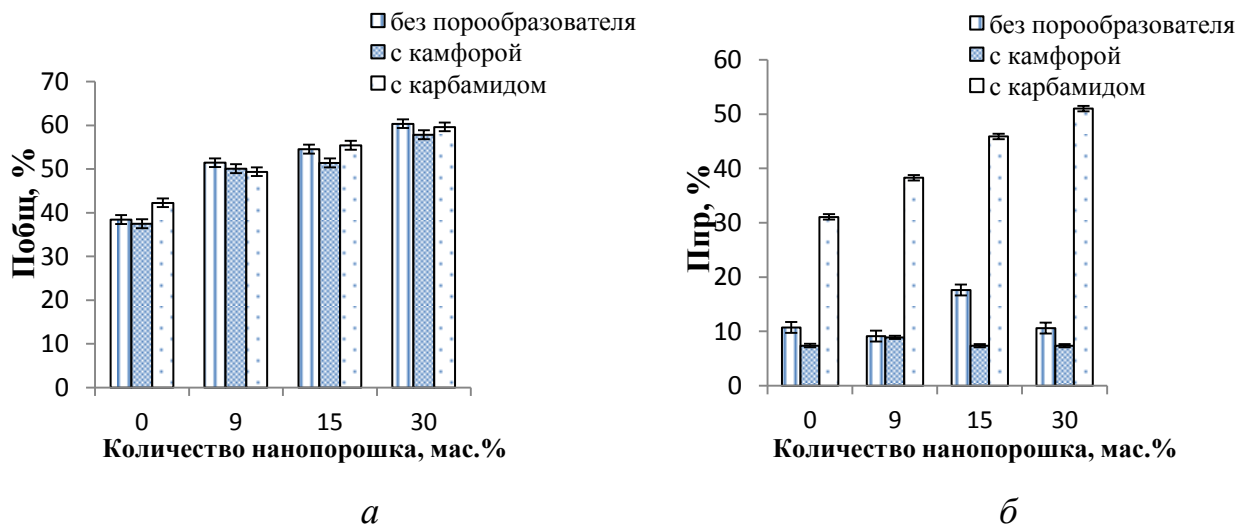 без порообразователя
с камфорой
с карбамидом
70
60
50
40
30
20
10
0
Побщ, %
0 9 15 30
Количество нанопорошка, мас.%
а
без порообразователя
с камфорой
с карбамидом
60
50
40
30
20
10
0
Ппр, %
0 9 15 30
Количество нанопорошка, мас.%
б